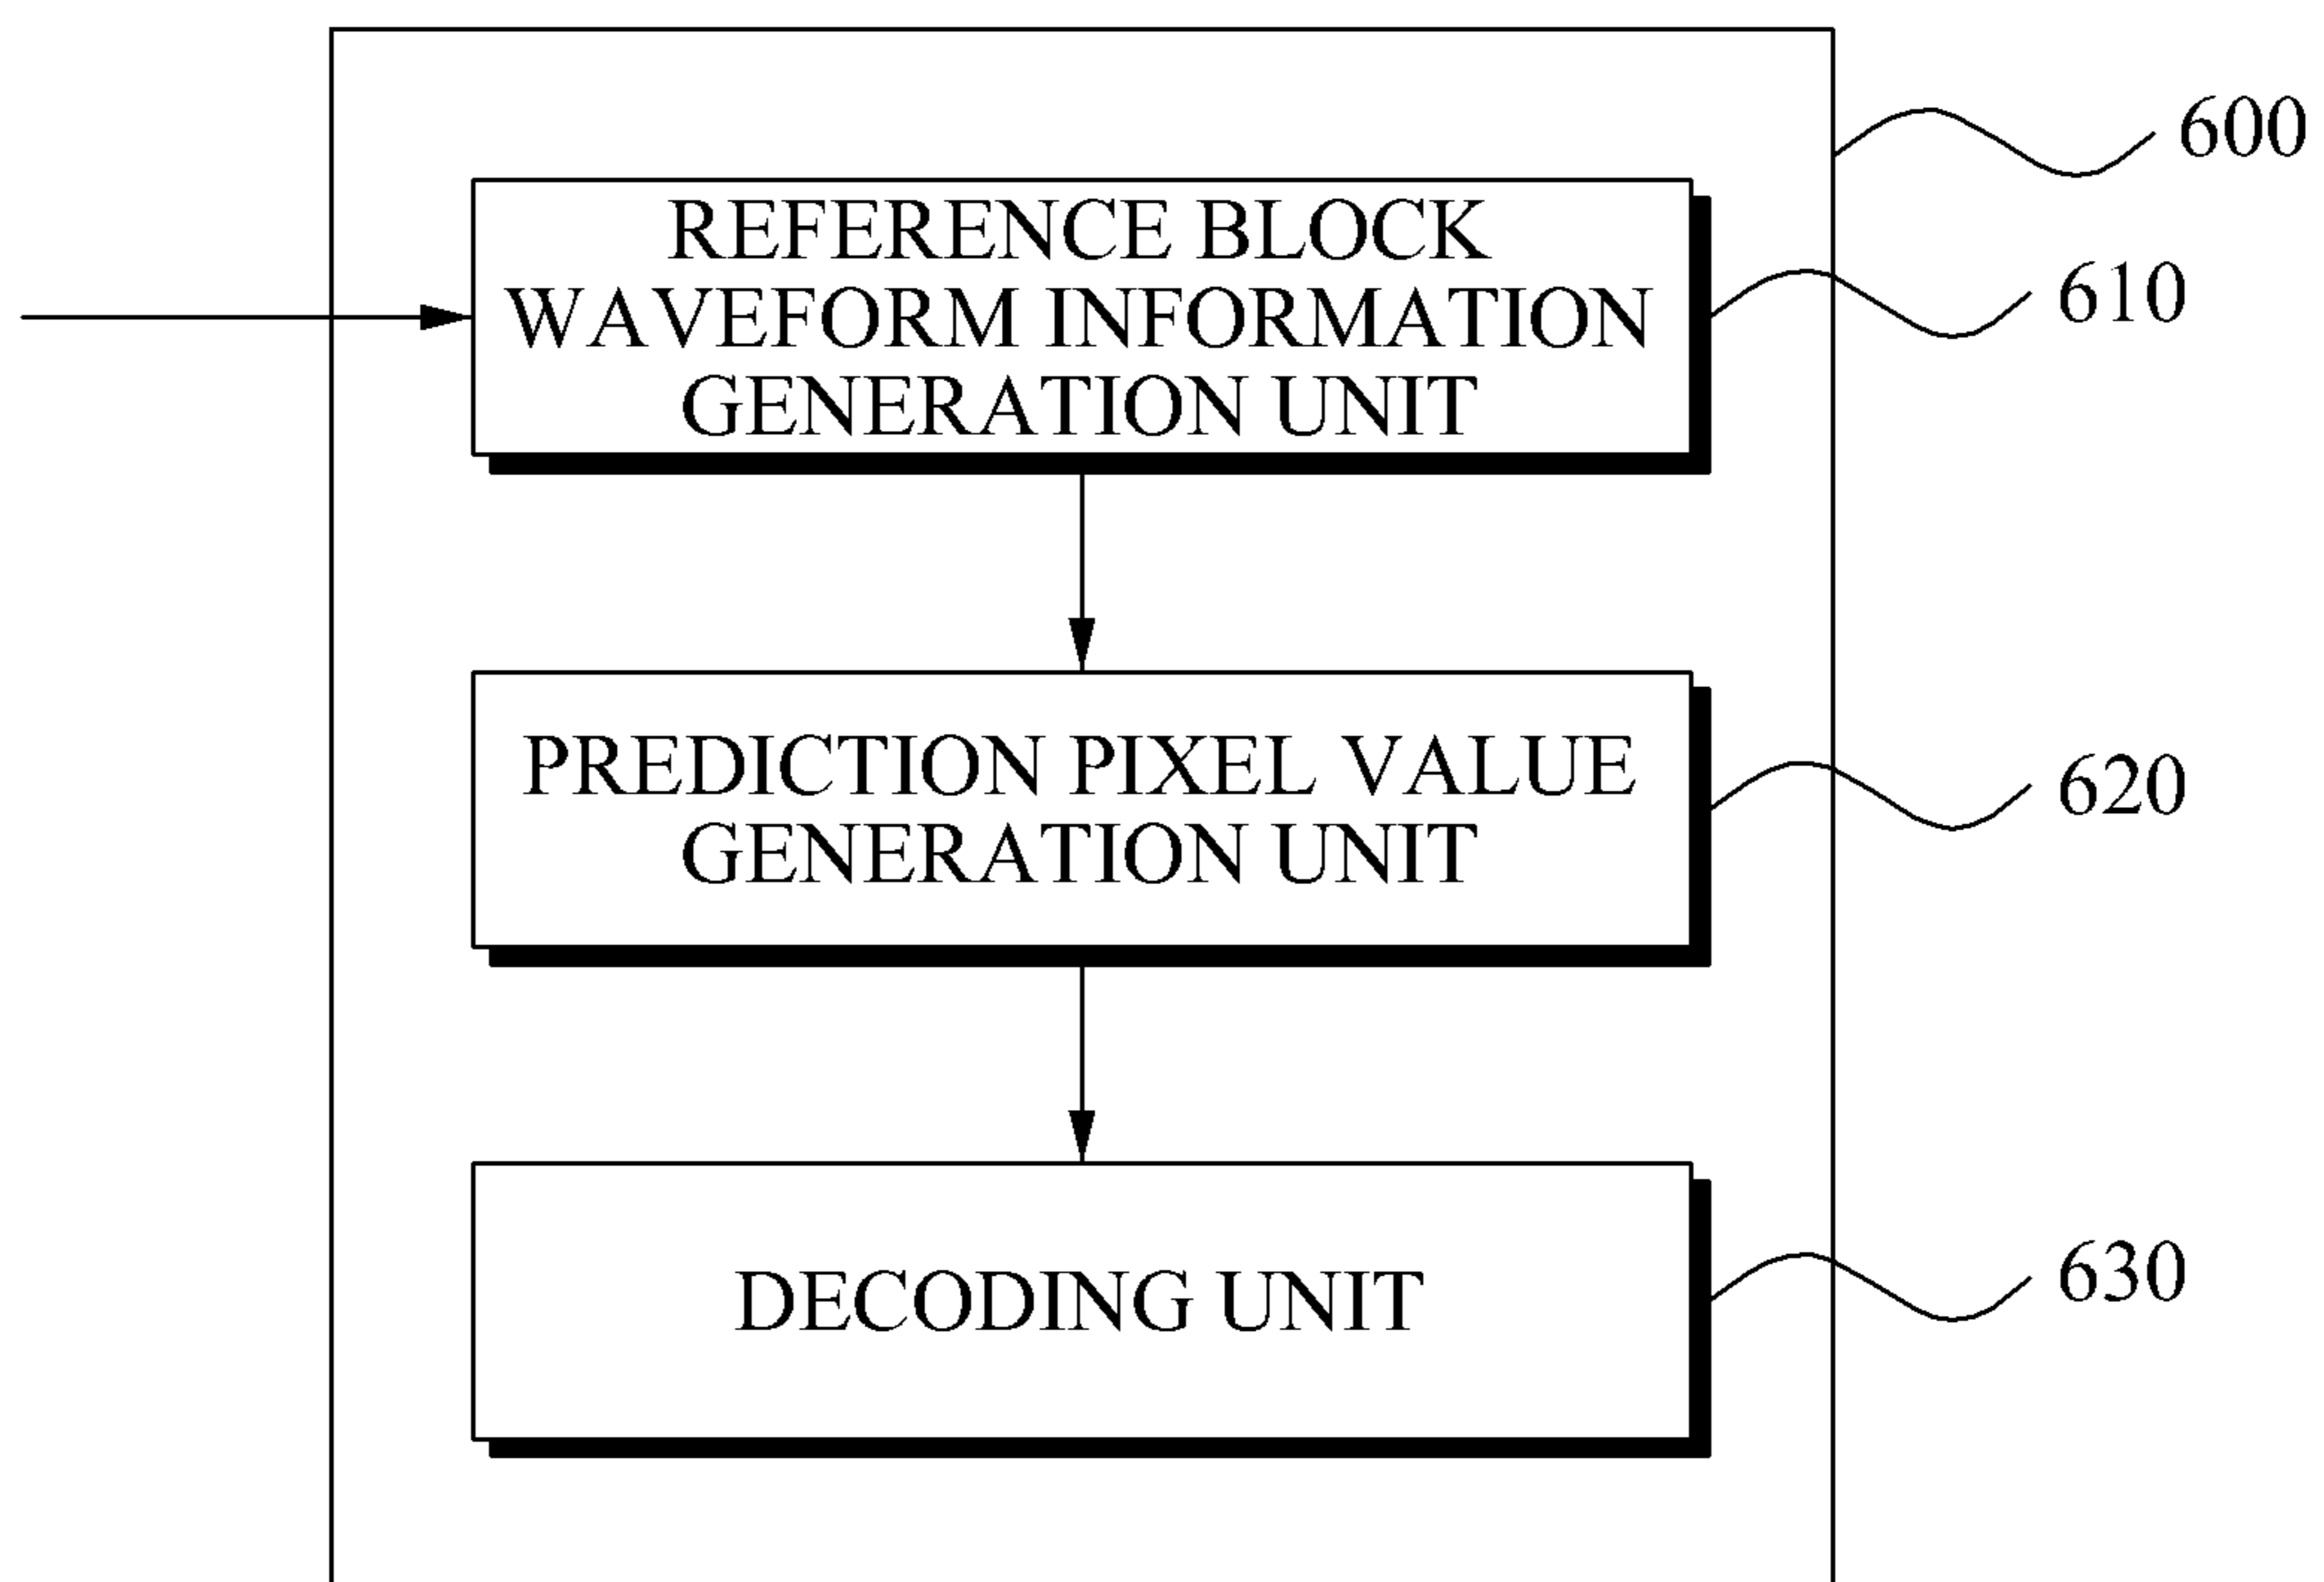 600
REFERENCE BLOCK
WAVEFORM INFORMATION
GENERATION UNIT
610
PREDICTION PIXEL VALUE
GENERATION UNIT
620
DECODING UNIT
630